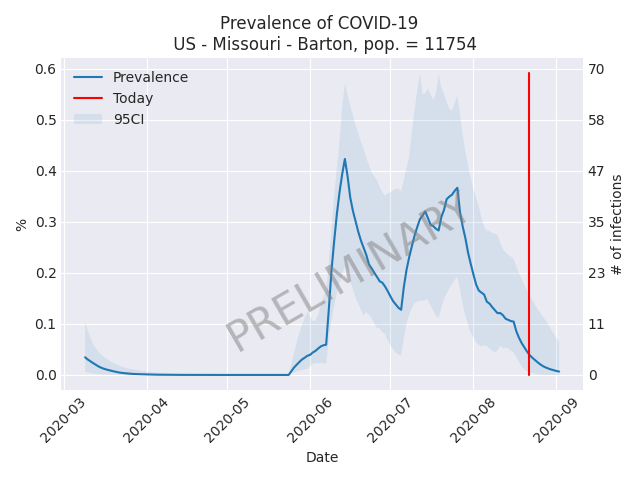 Prevalence of COVID-19
US - Missouri - Barton, pop. = 11754
Prevalence
Today
95CI
PRELIMINARY
%
0.6
0.5
0.4
0.3
0.2
0.1
0.0
70
58
47
35
23
11
0
# of infections
2020-03
2020-04
2020-05
2020-06
2020-07
2020-08
2020-09
Date